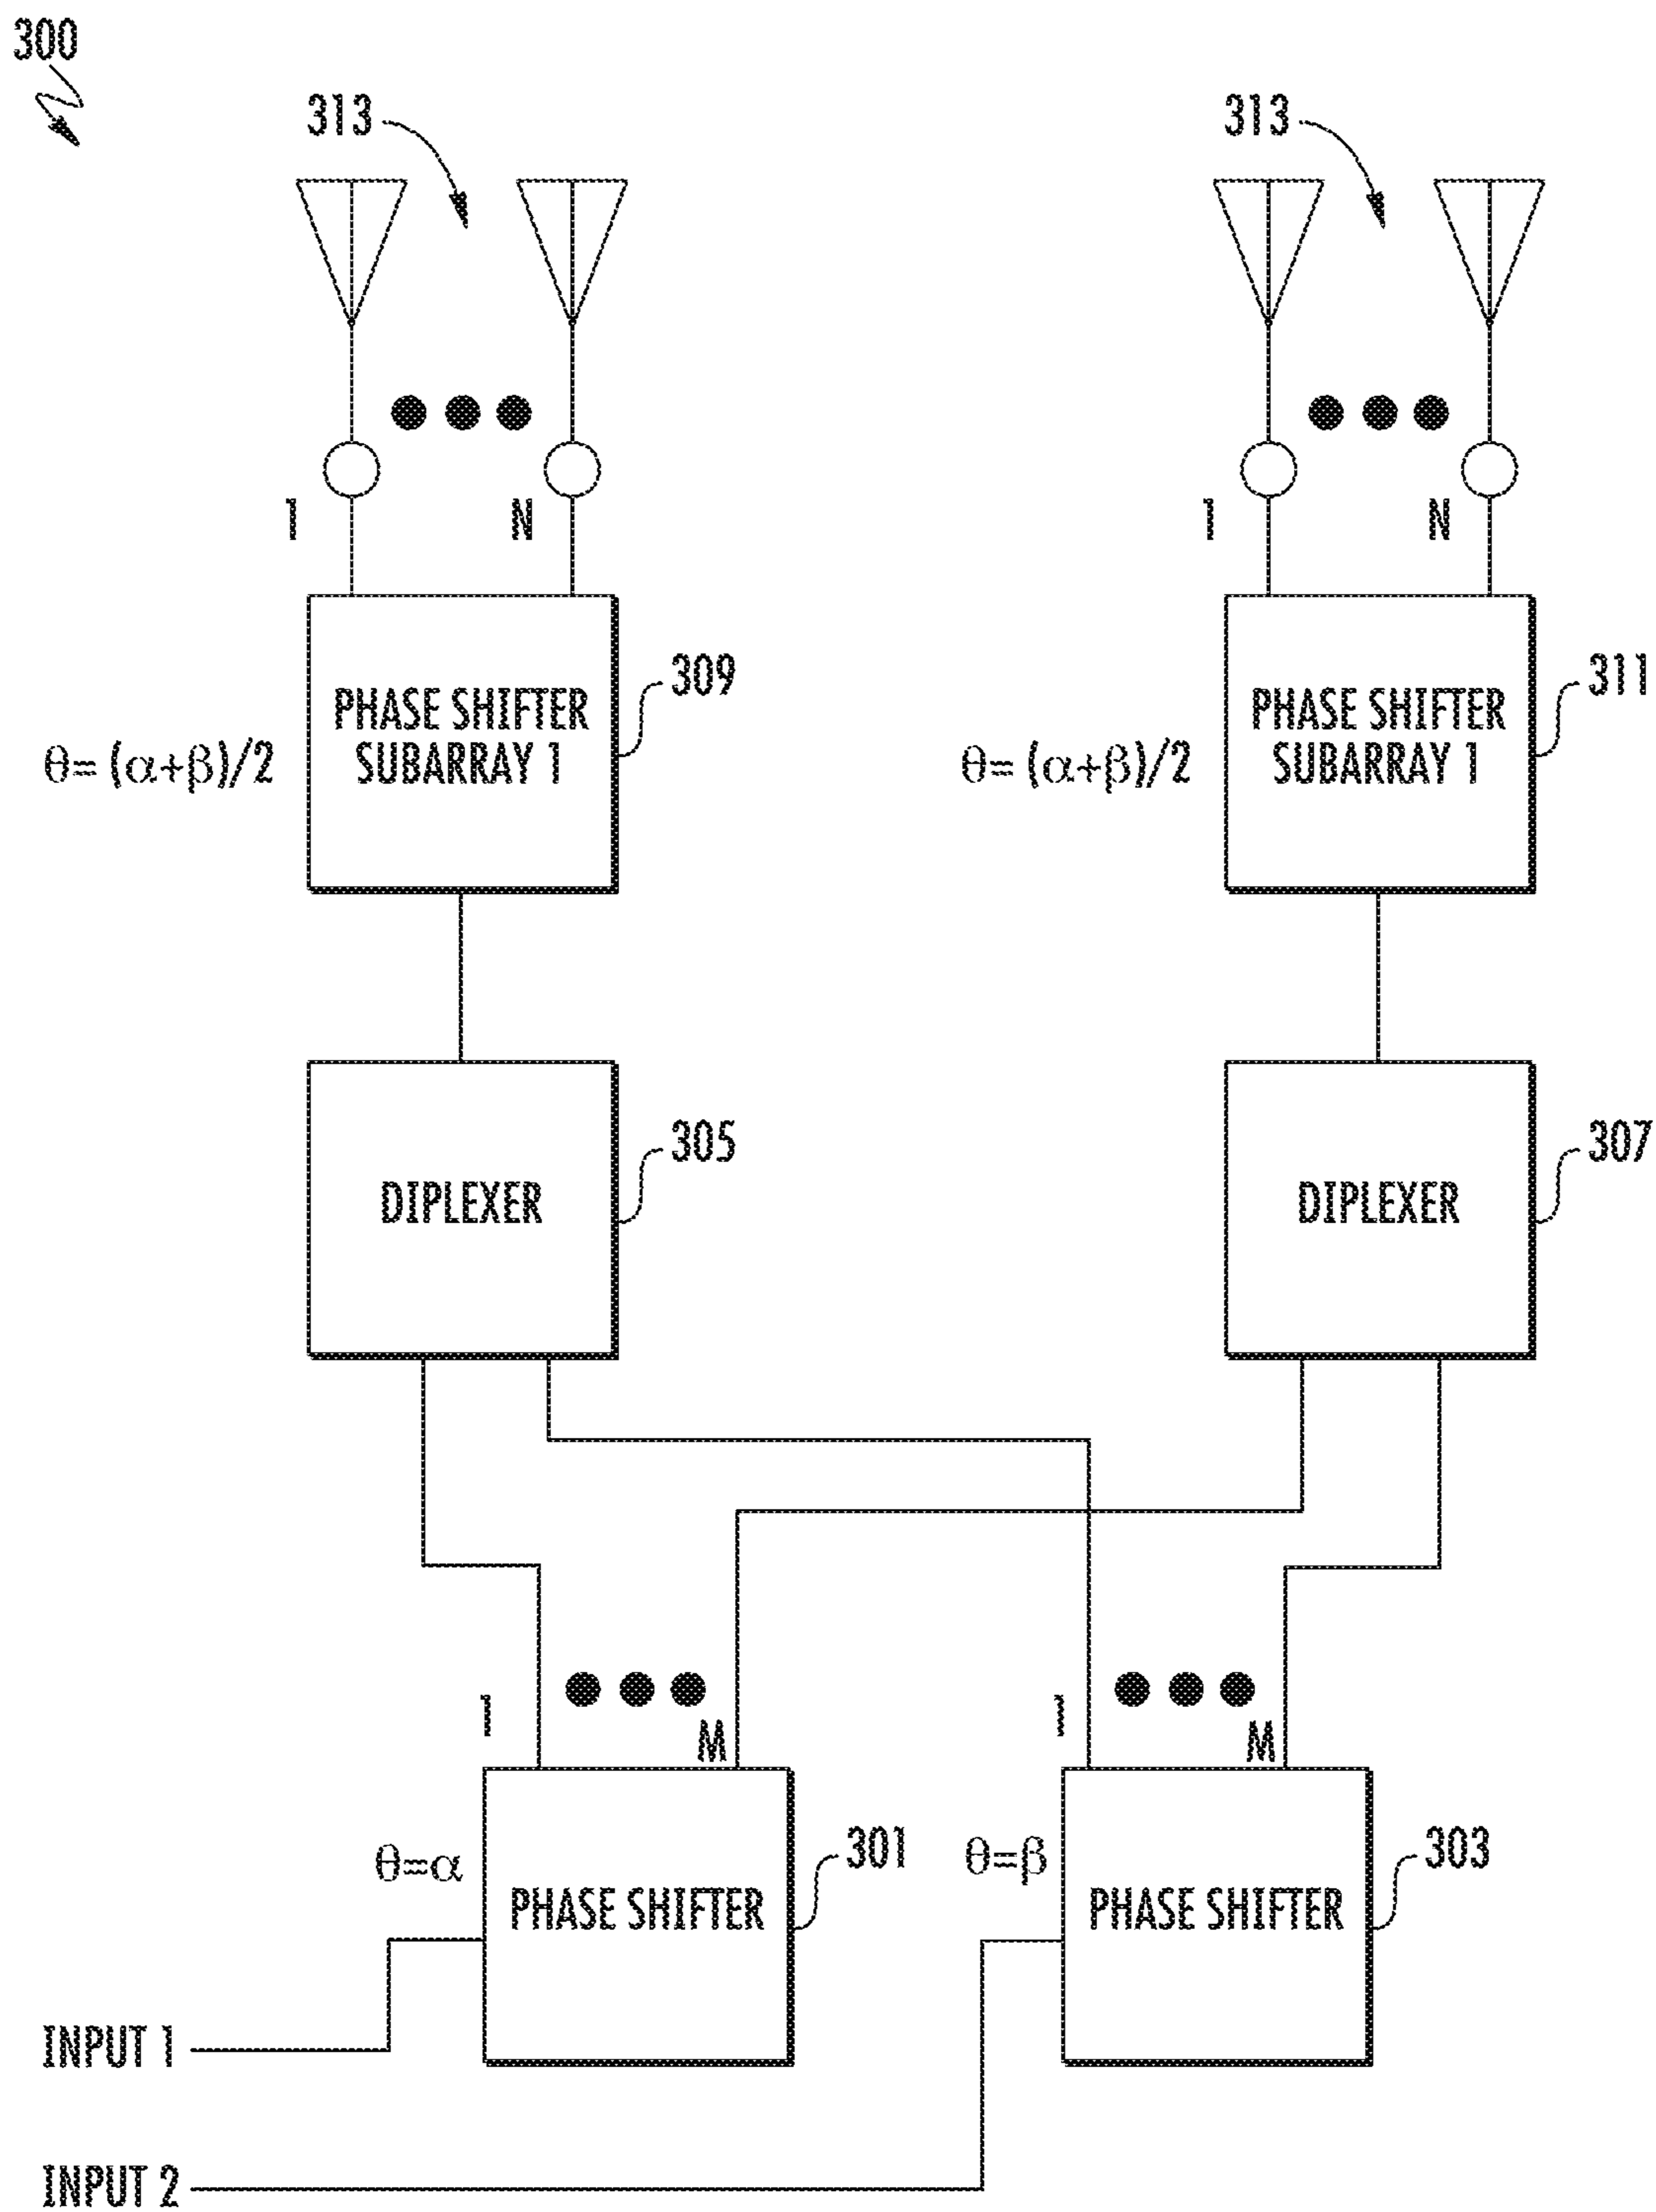 300
313
313
1
N
1
N
PHASE SHIFTER
SUBARRAY 1
309
θ= (α+β)/2
PHASE SHIFTER
SUBARRAY 1
311
θ= (α+β)/2
DIPLEXER
305
DIPLEXER
307
1
M
1
M
θ=α
PHASE SHIFTER
301
θ=β
PHASE SHIFTER
303
INPUT 1
INPUT 2